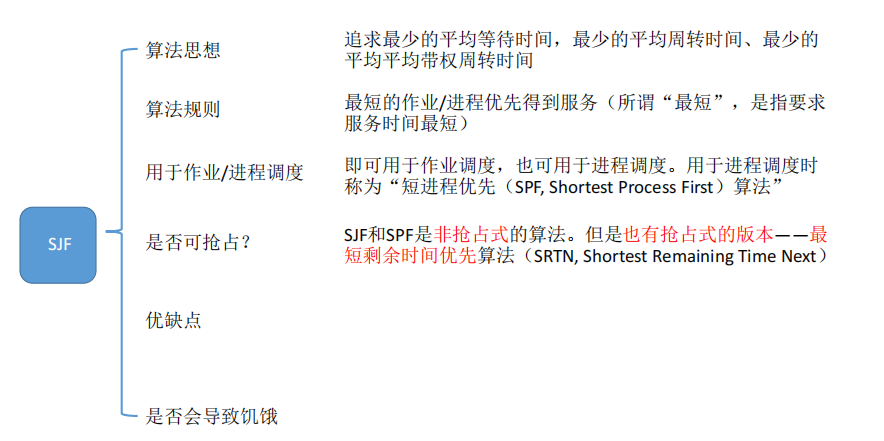 SJF
算法思想
追求最少的平均等待时间，最少的平均周转时间、最少的
平均平均带权周转时间
算法规则
最短的作业/进程优先得到服务（所谓“最短”，是指要求
服务时间最短）
用于作业/进程调度
即可用于作业调度，也可用于进程调度。用于进程调度时
称为“短进程优先（SPF, Shortest Process First）算法”
是否可抢占？
SJF和SPF是非抢占式的算法。但是也有抢占式的版本——最
短剩余时间优先算法（SRTN, Shortest Remaining Time Next）
优缺点
是否会导致饥饿